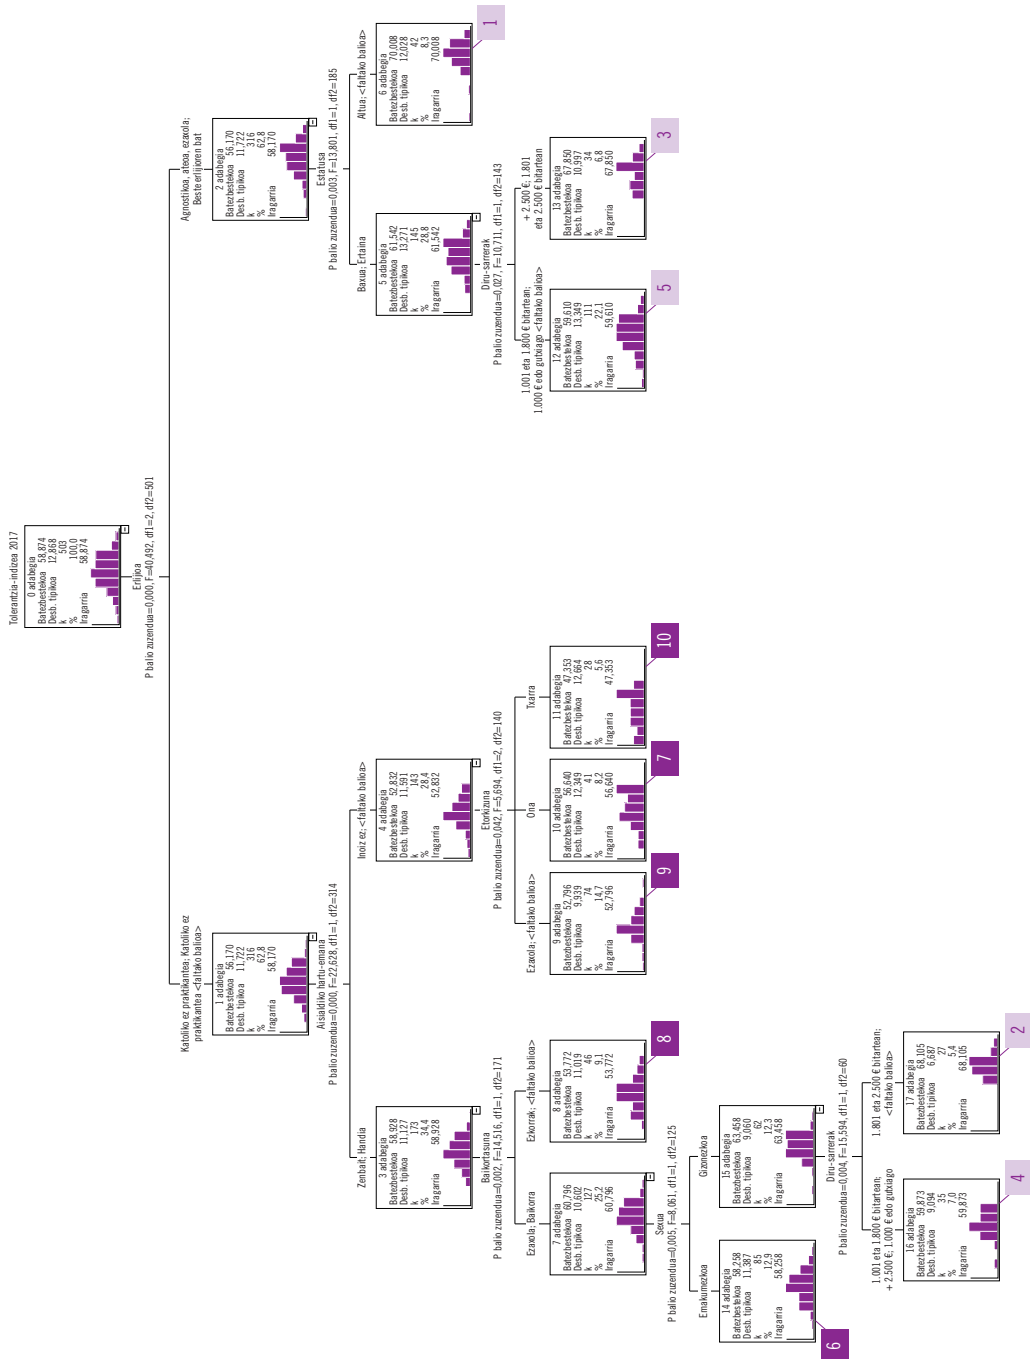 Tolerantzia-indizea 2017
0 adabegia
Batezbestekoa 58,874
Desb. tipikoa 12,868
k 503
% 100,0
Iragarria 58,874
Erlijioa
P balio zuzendua=0,000, F=40,492, df1=2, df2=501
Katoliko ez praktikantea; Katoliko ez
praktikantea <faltako balioa>
1 adabegia
Batezbestekoa 56,170
Desb. tipikoa 11,722
k 316
% 62,8
Iragarria 58,170
Aisialdiko hartu-emana
P balio zuzendua=0,000, F=22,628, df1=1, df2=314
Agnostikoa, ateoa, ezaxola;
Beste erlijioren bat
2 adabegia
Batezbestekoa 56,170
Desb. tipikoa 11,722
k 316
% 62,8
Iragarria 58,170
Estatusa
P balio zuzendua=0,003, F=13,801, df1=1, df2=185
Zenbait; Handia
3 adabegia
Batezbestekoa 58,928
Desb. tipikoa 11,127
k 173
% 34,4
Iragarria 58,928
Baikortasuna
P balio zuzendua=0,002, F=14,516, df1=1, df2=171
Inoiz ez; <faltako balioa>
4 adabegia
Batezbestekoa 52,832
Desb. tipikoa 11,591
k 143
% 28,4
Iragarria 52,832
Etorkizuna
P balio zuzendua=0,042, F=5,694, df1=2, df2=140
Baxua; Ertaina
5 adabegia
Batezbestekoa 61,542
Desb. tipikoa 13,271
k 145
% 28,8
Iragarria 61,542
Diru-sarrerak
P balio zuzendua=0,027, F=10,711, df1=1, df2=143
Altua; <faltako balioa>
6 adabegia
Batezbestekoa 70,008
Desb. tipikoa 12,028
k 42
% 8,3
Iragarria 70,008
1
Ezaxola; Baikorra
7 adabegia
Batezbestekoa 60,796
Desb. tipikoa 10,602
k 127
% 25,2
Iragarria 60,796
Sexua
P balio zuzendua=0,005, F=8,061, df1=1, df2=125
Ezkorrak; <faltako balioa>
8 adabegia
Batezbestekoa 53,772
Desb. tipikoa 11,019
k 46
% 9,1
Iragarria 53,772
8
Ezaxola; <faltako balioa>
9 adabegia
Batezbestekoa 52,796
Desb. tipikoa 9,939
k 74
% 14,7
Iragarria 52,796
9
Ona
10 adabegia
Batezbestekoa 56,640
Desb. tipikoa 12,349
k 41
% 8,2
Iragarria 56,640
7
Txarra
11 adabegia
Batezbestekoa 47,353
Desb. tipikoa 12,664
k 28
% 5,6
Iragarria 47,353
10
1.001 eta 1.800 € bitartean;
1.000 € edo gutxiago <faltako balioa>
12 adabegia
Batezbestekoa 59,610
Desb. tipikoa 13,349
k 111
% 22,1
Iragarria 59,610
5
+ 2.500 €; 1.801
eta 2.500 € bitartean
13 adabegia
Batezbestekoa 67,850
Desb. tipikoa 10,997
k 34
% 6,8
Iragarria 67,850
3
Emakumezkoa
14 adabegia
Batezbestekoa 58,258
Desb. tipikoa 11,387
k 85
% 12,9
Iragarria 58,258
6
Gizonezkoa
15 adabegia
Batezbestekoa 63,458
Desb. tipikoa 9,060
k 62
% 12,3
Iragarria 63,458
Diru-sarrerak
P balio zuzendua=0,004, F=15,594, df1=1, df2=60
1.001 eta 1.800 € bitartean;
+ 2.500 €; 1.000 edo gutxiago
16 adabegia
Batezbestekoa 59,873
Desb. tipikoa 9,094
k 35
% 7,0
Iragarria 59,873
4
1.801 eta 2.500 € bitartean;
<faltako balioa>
17 adabegia
Batezbestekoa 68,105
Desb. tipikoa 6,687
k 27
% 5,4
Iragarria 68,105
2